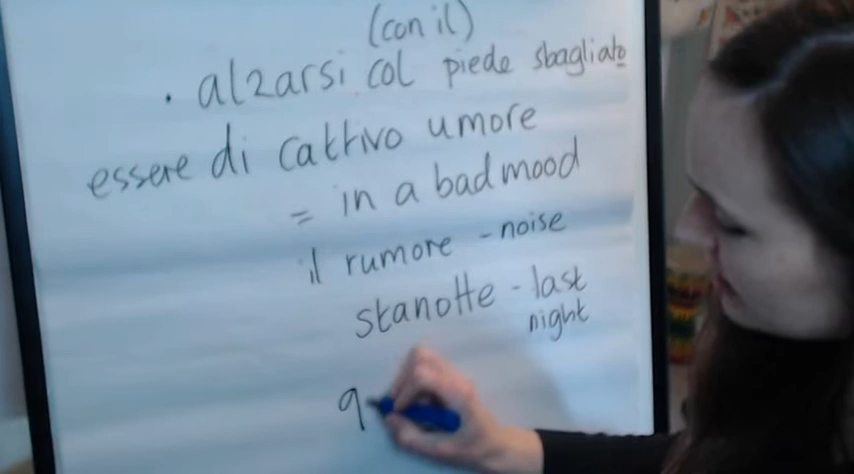 (con il)
. alzarsi col piede sbagliato
essere di cattivo umore
= in a bad mood
il rumore - noise
stanotte - last
night
q